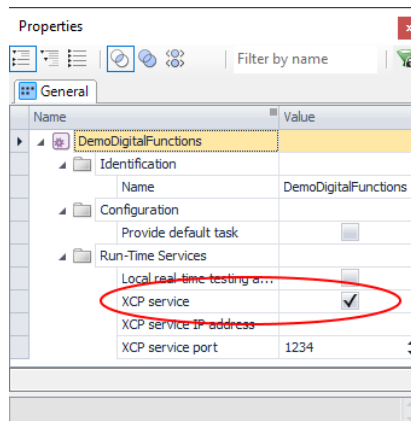 Properties
Filter by name
General
Name Value
DemoDigitalFunctions
Identification
Name DemoDigitalFunctions
Configuration
Provide default task
Run-Time Services
Local real-time testing a...
XCP service
XCP service IP address
XCP service port 1234